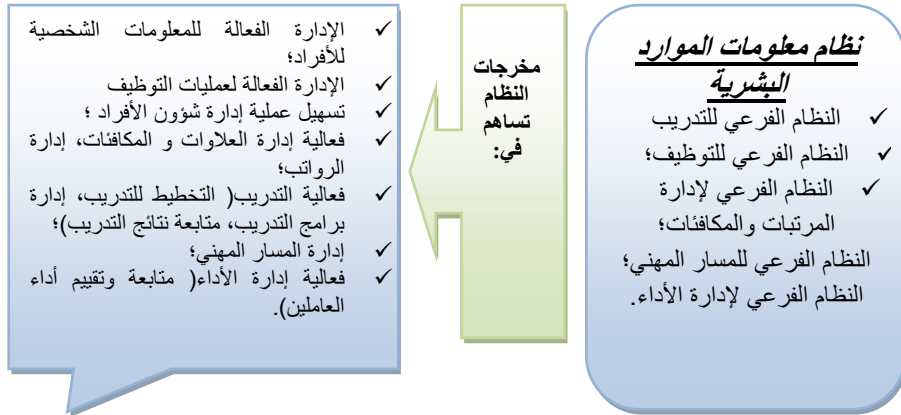 نظام معلومات الموارد
البشرية
✓ النظام الفرعي للتدريب
✓ النظام الفرعي للتوظيف؛
✓ النظام الفرعي لإدارة
المرتبات والمكافئات؛
النظام الفرعي للمسار المهني؛
النظام الفرعي لإدارة الأداء.
مخرجات
النظام
تساهم
في:
✓ الإدارة الفعالة للمعلومات الشخصية
للأفراد؛
✓ الإدارة الفعالة لعمليات التوظيف
✓ تسهيل عملية إدارة شؤون الأفراد ؛
✓ فعالية إدارة العلاوات و المكافئات، إدارة
الرواتب؛
✓ فعالية التدريب( التخطيط للتدريب، إدارة
برامج التدريب، متابعة نتائج التدريب)؛
✓ إدارة المسار المهني؛
✓ فعالية إدارة الأداء( متابعة وتقييم أداء
العاملين).